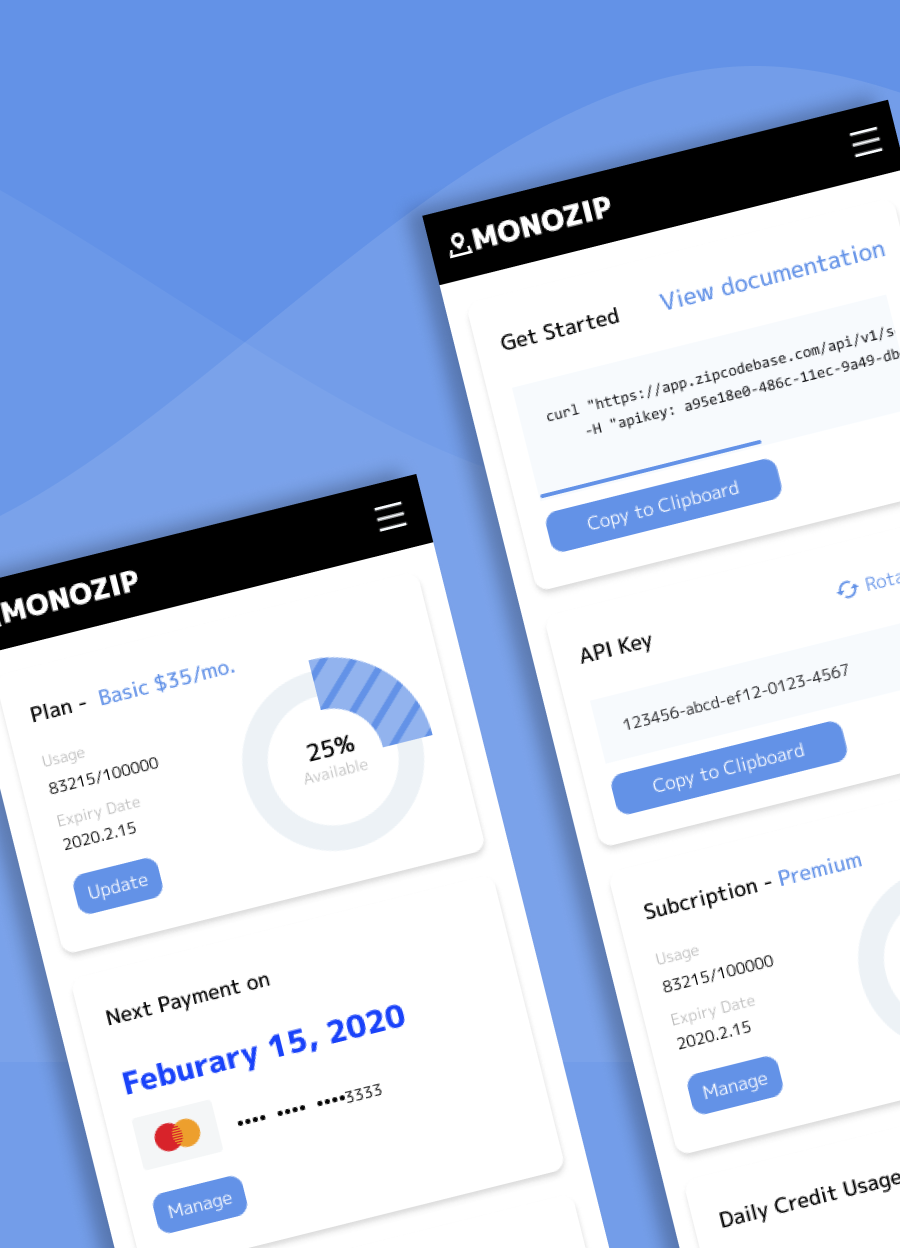 MONOZIP
Plan - Basic $35/mo.
Usage
83215/100000
Expiry Date
2020.2.15
Update
25%
Available
Next Payment on
Feburary 15, 2020
•••• •••• ••••3333
Manage
MONOZIP
Get Started View documentation
curl "https://app.zipcodebase.com/api/v1/s
-H "apikey: a95e18e0-486c-11ec-9a49-db
Copy to Clipboard
Rota
API Key
123456-abcd-ef12-0123-4567
Copy to Clipboard
Subcription - Premium
Usage
83215/100000
Expiry Date
2020.2.15
Manage
Daily Credit Usage